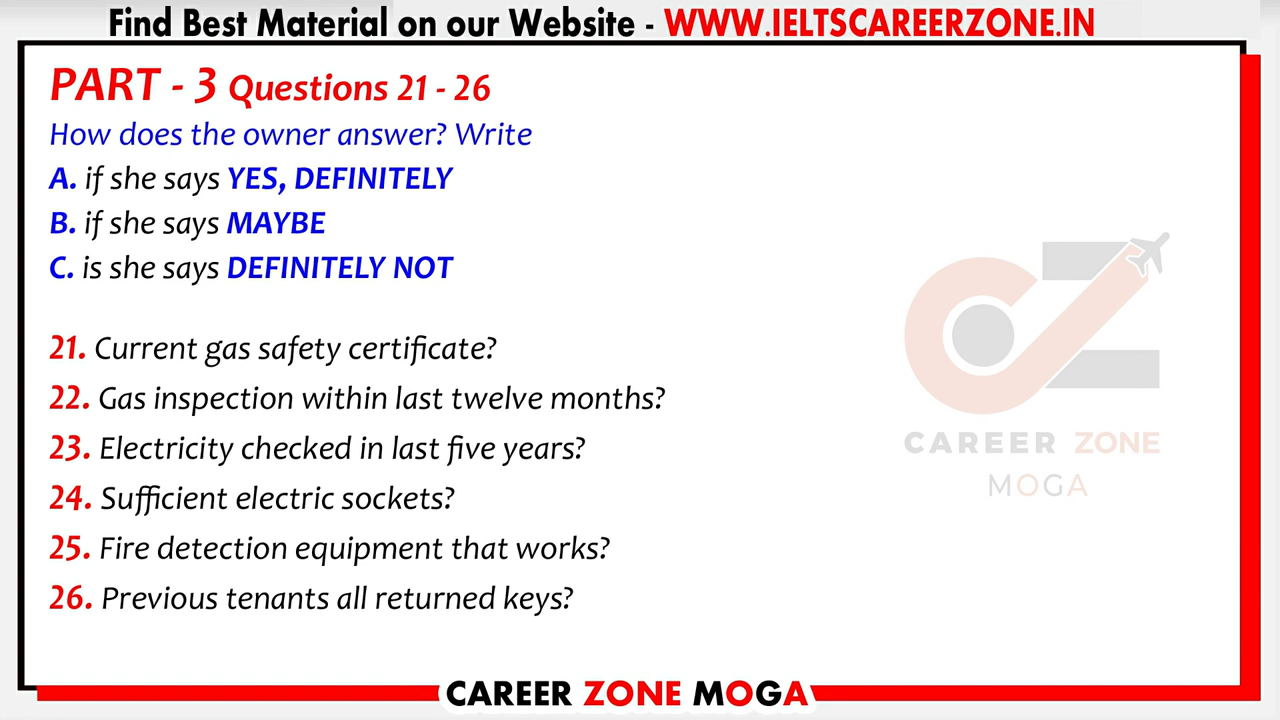 Find Best Material on our Website - WWW.IELTSCAREERZONE.IN
PART - 3 Questions 21 - 26
How does the owner answer? Write
A. if she says YES, DEFINITELY
B. if she says MAYBE
C. is she says DEFINITELY NOT
21. Current gas safety certificate?
22. Gas inspection within last twelve months?
23. Electricity checked in last five years?
24. Sufficient electric sockets?
25. Fire detection equipment that works?
26. Previous tenants all returned keys?
CAREER ZONE
MOGA
CAREER ZONE MOGA